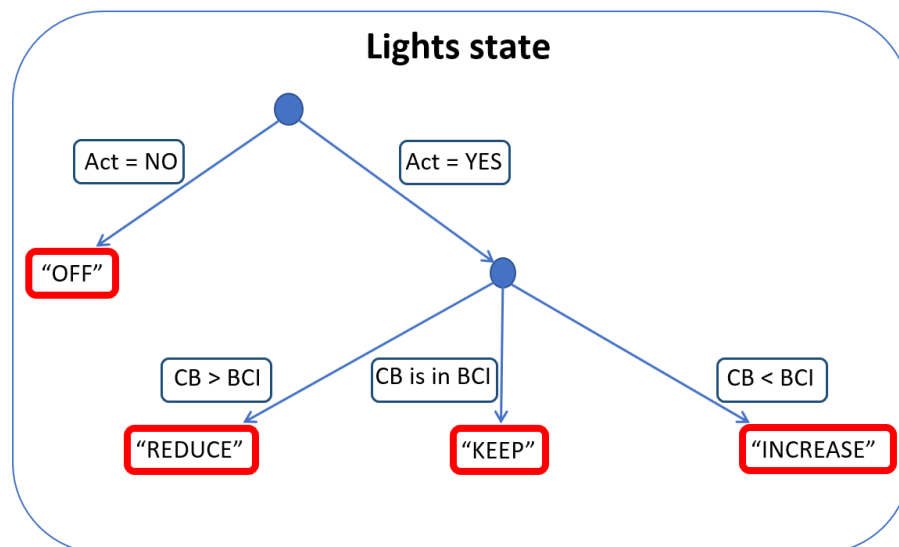 Lights state
Act = NO
Act = YES
“OFF”
CB > BCI
CB is in BCI
CB < BCI
“REDUCE”
“KEEP”
“INCREASE”